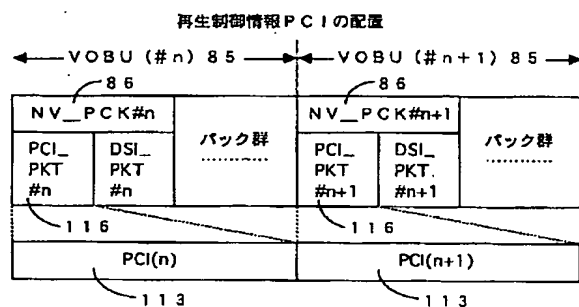 再生制御情報PCIの配置
VOBU(#n)85 VOBU(#n+1)85
86 86
NV_PCK#n NV_PCK#n+1
パック群 パック群
PCI_ DSI_ PCI_ DSI_
PKT PKT PKT PKT.
#n #n #n+1 #n+1
116 116
PCI(n) PCI(n+1)
113 113